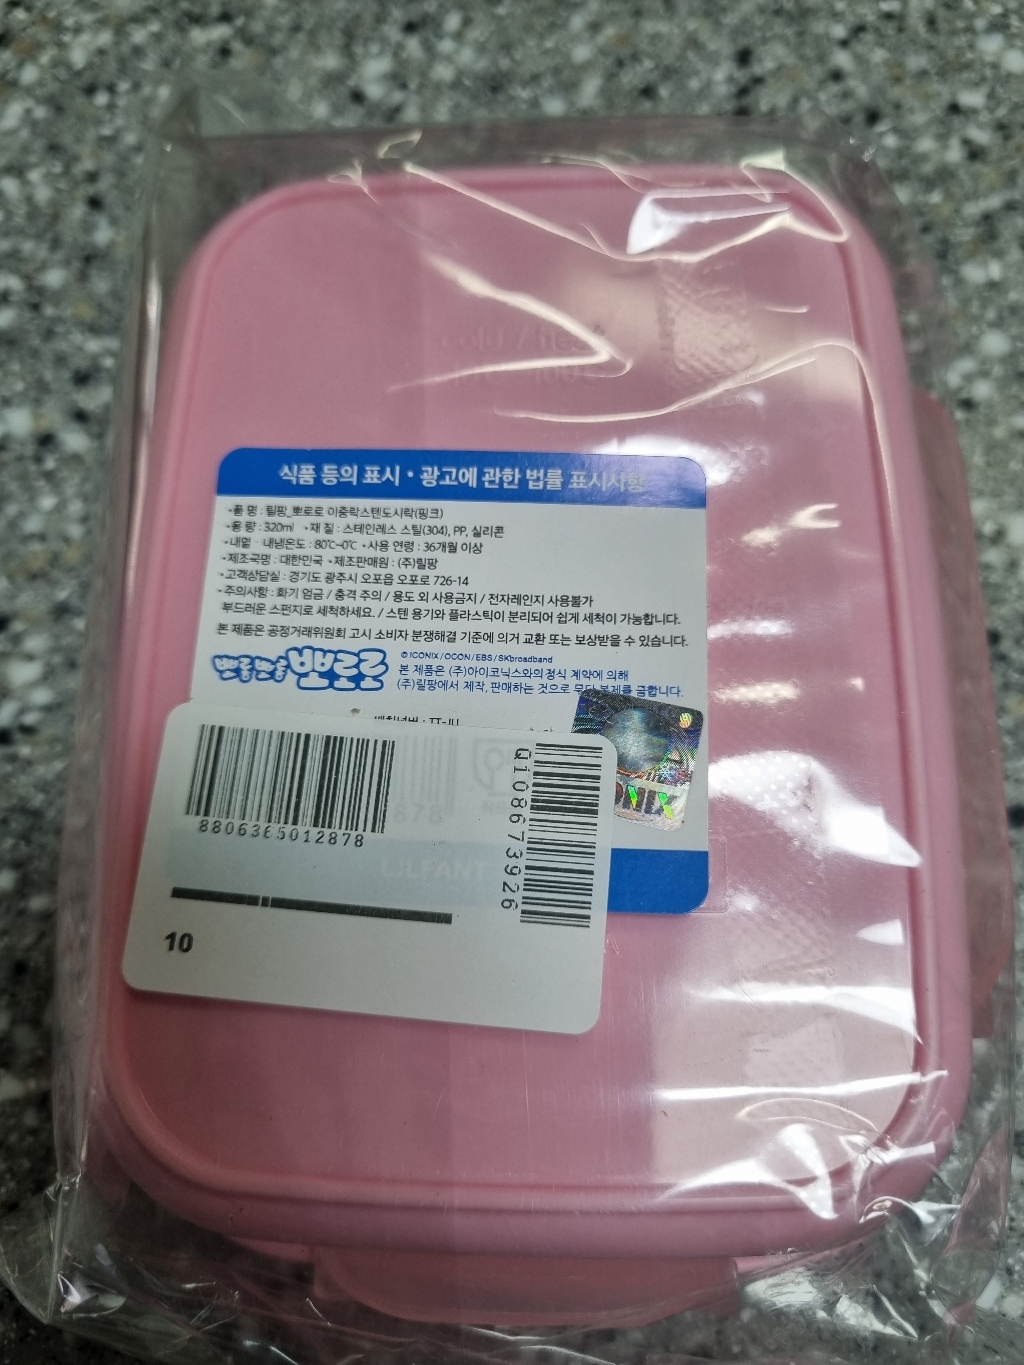 식품 등의 표시 • 광고에 관한 법률 표시사항
•품 명 : 릴팡_뽀로로 이중락스텐도시락(핑크)
•용 량 : 320ml •재 질 : 스테인레스 스틸(304), PP, 실리콘
•내열 · 내냉온도 : 80℃~0℃ •사용 연령 : 36개월 이상
•제조국명 : 대한민국 •제조판매원 : (주)릴팡
•고객상담실 : 경기도 광주시 오포읍 오포로 726-14
•주의사항 : 화기 엄금 / 충격 주의 / 용도 외 사용금지 / 전자레인지 사용불가
부드러운 스펀지로 세척하세요. / 스텐 용기와 플라스틱이 분리되어 쉽게 세척이 가능합니다.
본 제품은 공정거래위원회 고시 소비자 분쟁해결 기준에 의거 교환 또는 보상받을 수 있습니다.
뽀롱뽀롱 뽀로로
© ICONIX / OCON / EBS / SKbroadband
본 제품은 (주)아이코닉스와의 정식 계약에 의해
(주)릴팡에서 제작, 판매하는 것으로 무단 복제를 금합니다.
8806365012878
Q1108673926
10
LILFANT